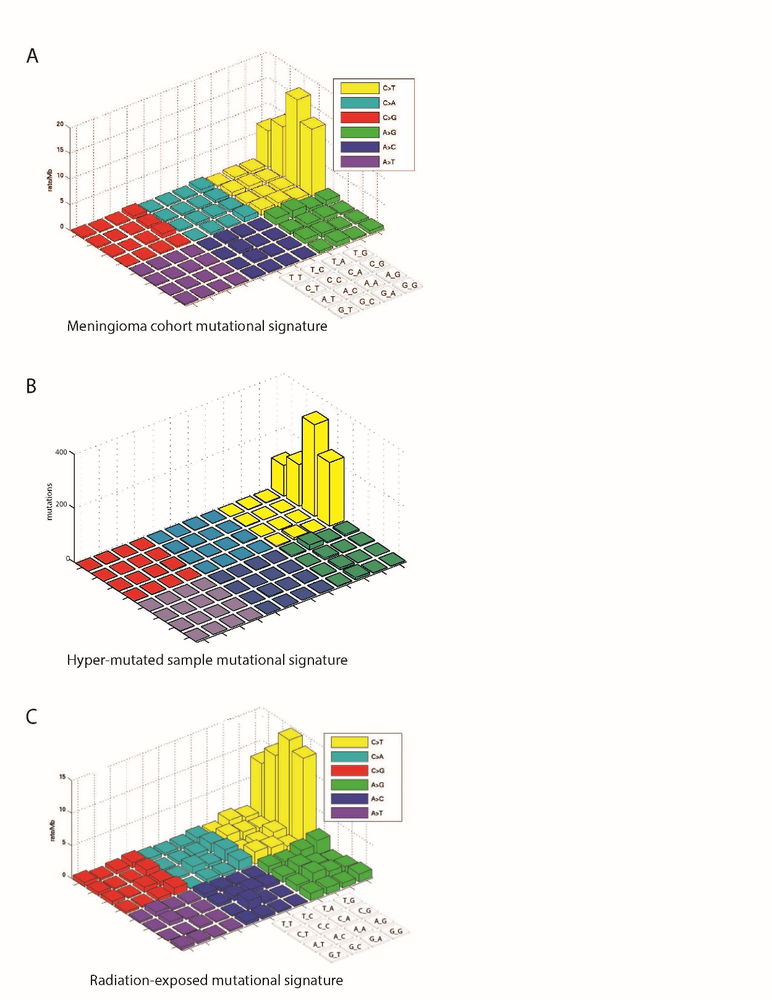 A
C>T
C>A
C>G
A>G
A>C
A>T
20
15
10
5
0
rate/Mb
T_G
T_A C_G
T_C C_A A_G
T_T C_C A_A G_G
C_T A_C G_A
A_T G_C
G_T
Meningioma cohort mutational signature
B
400
200
0
mutations
Hyper-mutated sample mutational signature
C
C>T
C>A
C>G
A>G
A>C
A>T
15
10
5
0
rate/Mb
T_G
T_A C_G
T_C C_A A_G
T_T C_C A_A G_G
C_T A_C G_A
A_T G_C
G_T
Radiation-exposed mutational signature